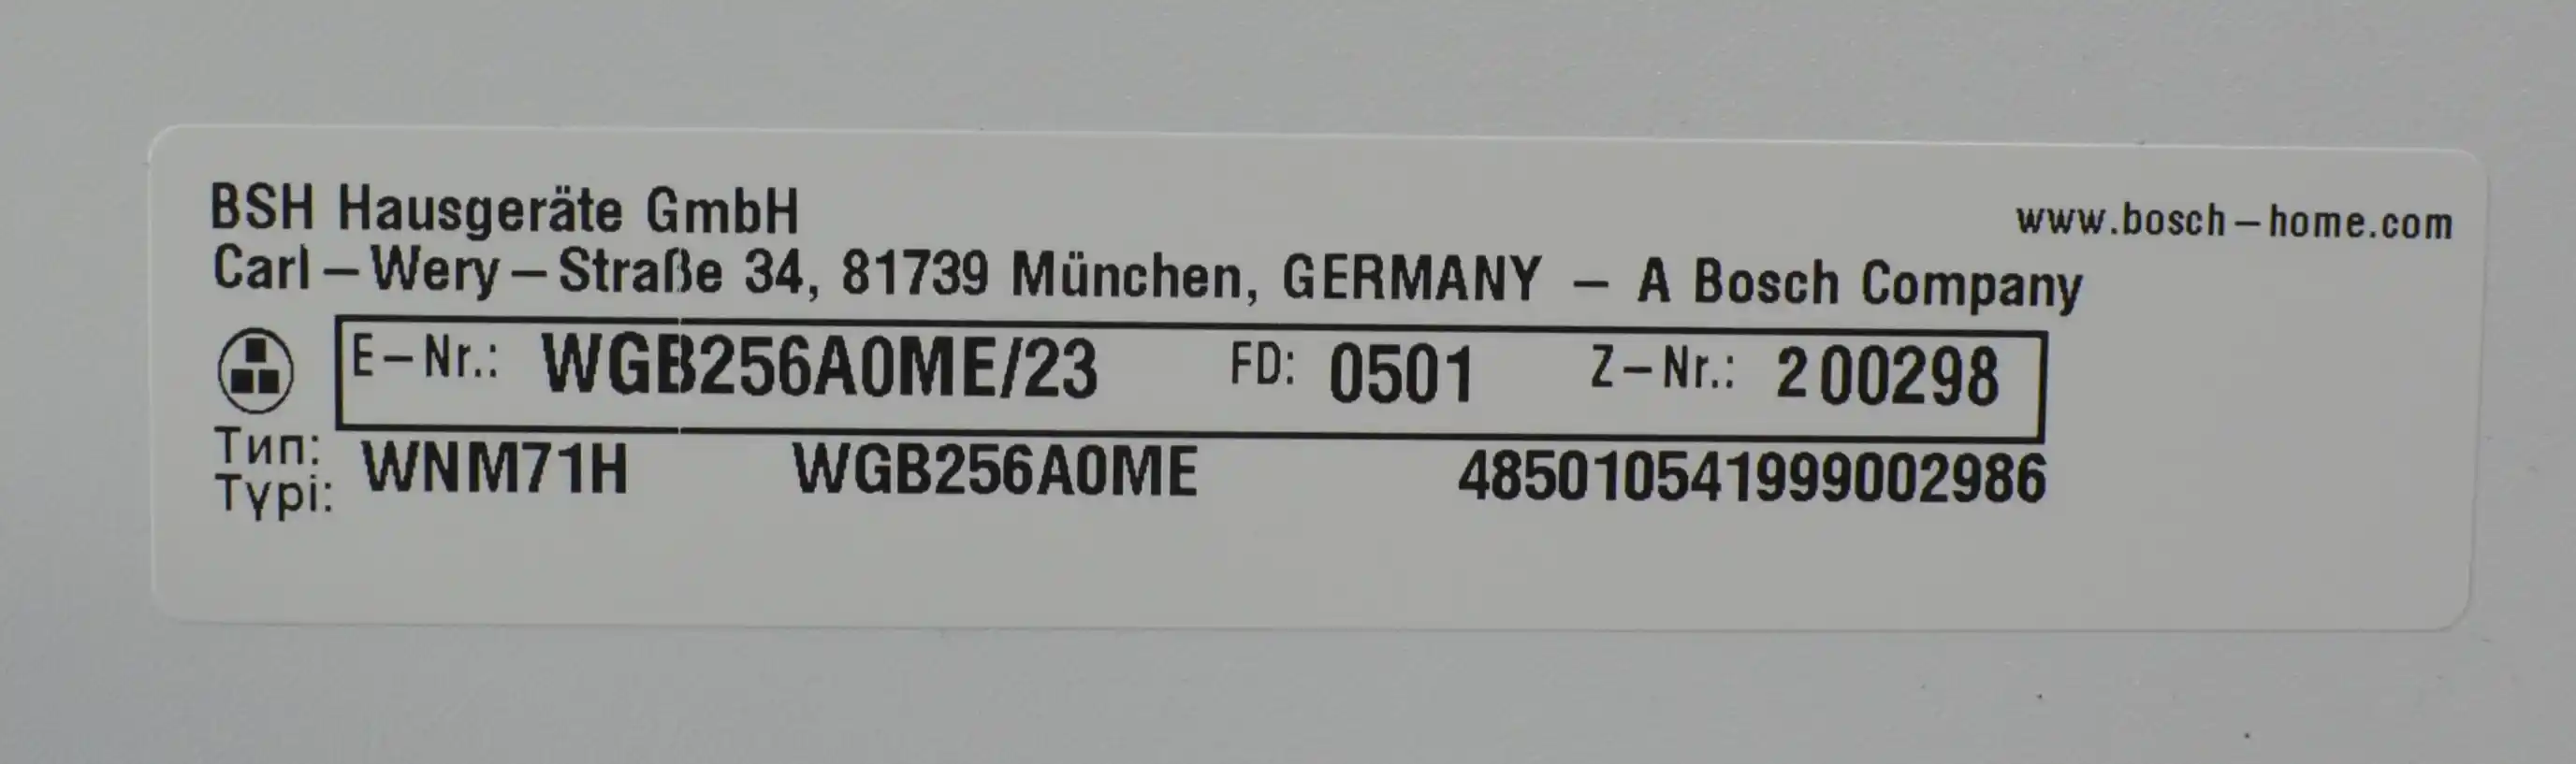 BSH Hausgeräte GmbH
www.bosch-home.com
Carl-Wery-Straße 34, 81739 München, GERMANY - A Bosch Company
E-Nr.: WGB256A0ME/23 FD: 0501 Z-Nr.: 200298
Тип: WNM71H WGB256A0ME 485010541999002986
Typi: